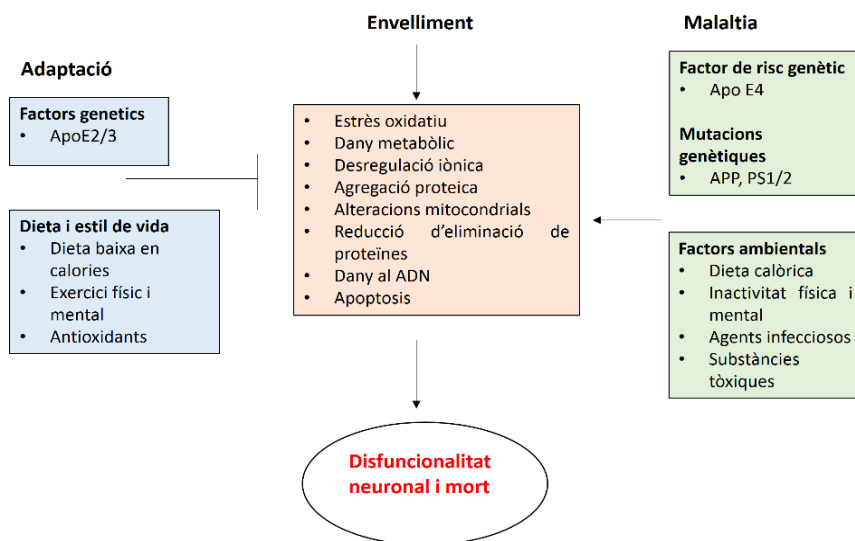 Adaptació
Factors genetics
• ApoE2/3
Dieta i estil de vida
• Dieta baixa en
calories
• Exercici físic i
mental
• Antioxidants
Envelliment
• Estrès oxidatiu
• Dany metabòlic
• Desregulació iònica
• Agregació proteica
• Alteracions mitocondrials
• Reducció d'eliminació de
proteïnes
• Dany al ADN
• Apoptosis
Disfuncionalitat
neuronal i mort
Malaltia
Factor de risc genètic
• Apo E4
Mutacions
genètiques
• APP, PS1/2
Factors ambientals
• Dieta calòrica
• Inactivitat física i
mental
• Agents infecciosos
• Substàncies
tòxiques